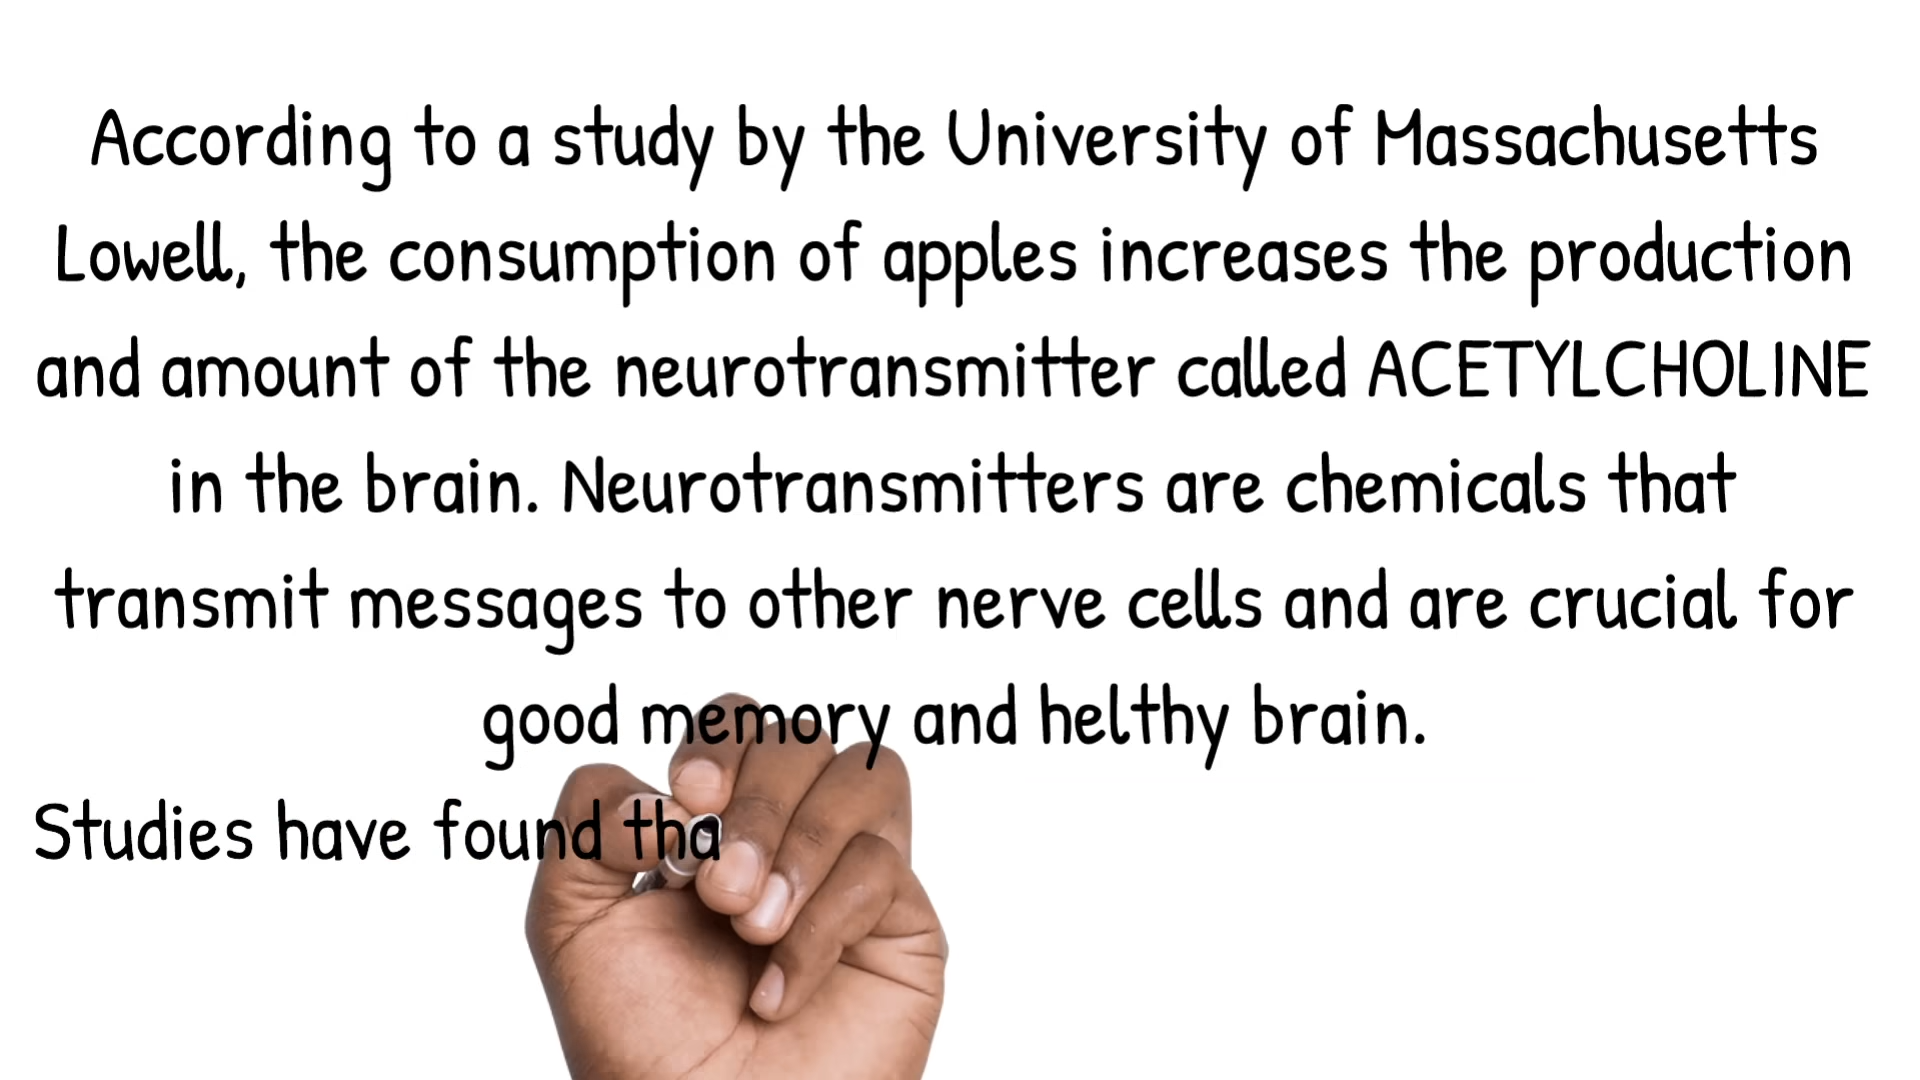 According to a study by the University of Massachusetts
Lowell, the consumption of apples increases the production
and amount of the neurotransmitter called ACETYLCHOLINE
in the brain. Neurotransmitters are chemicals that
transmit messages to other nerve cells and are crucial for
good memory and helthy brain.
Studies have found tha